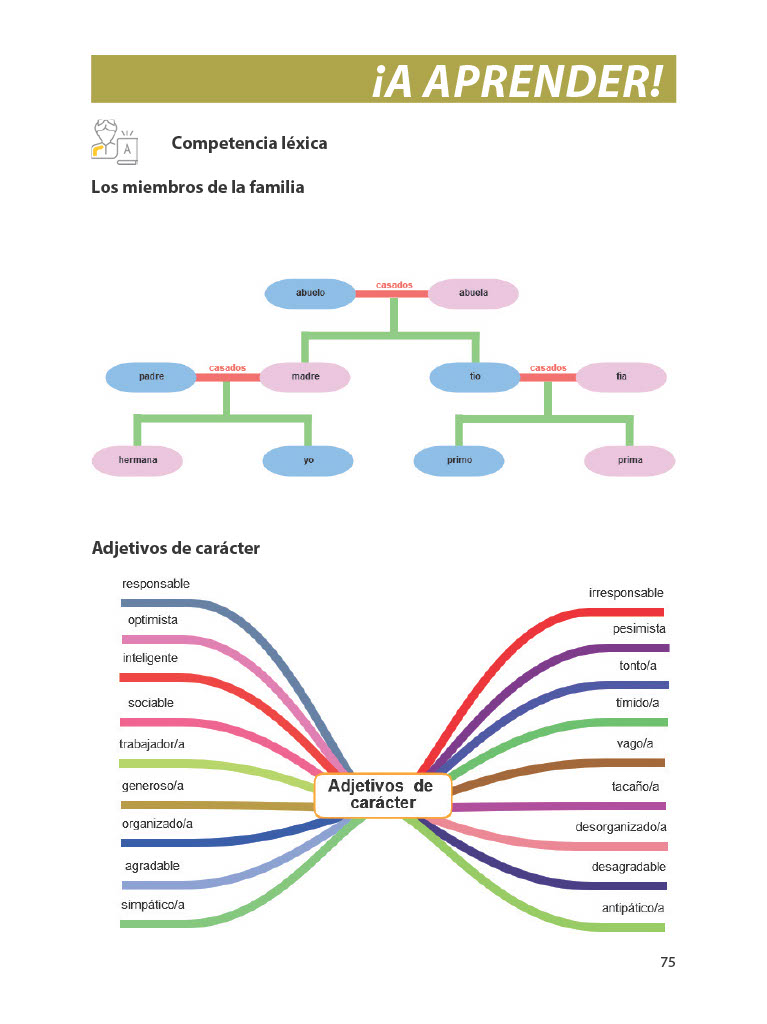 ¡A APRENDER!
A
Competencia léxica
Los miembros de la familia
abuelo casados abuela
padre casados madre tío casados tía
hermana yo primo prima
Adjetivos de carácter
responsable irresponsable
optimista pesimista
inteligente tonto/a
sociable tímido/a
trabajador/a vago/a
generoso/a tacaño/a
organizado/a desorganizado/a
agradable desagradable
simpático/a antipático/a
Adjetivos de
carácter
75